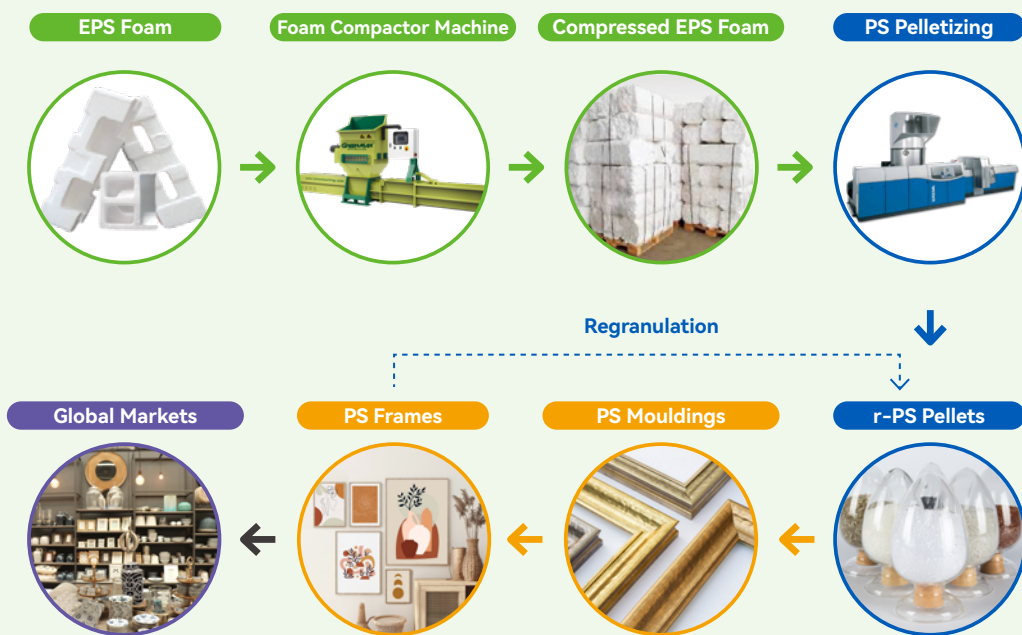 EPS Foam
Foam Compactor Machine
Compressed EPS Foam
PS Pelletizing
GREENMAX
Regranulation
Global Markets
PS Frames
PS Mouldings
r-PS Pellets